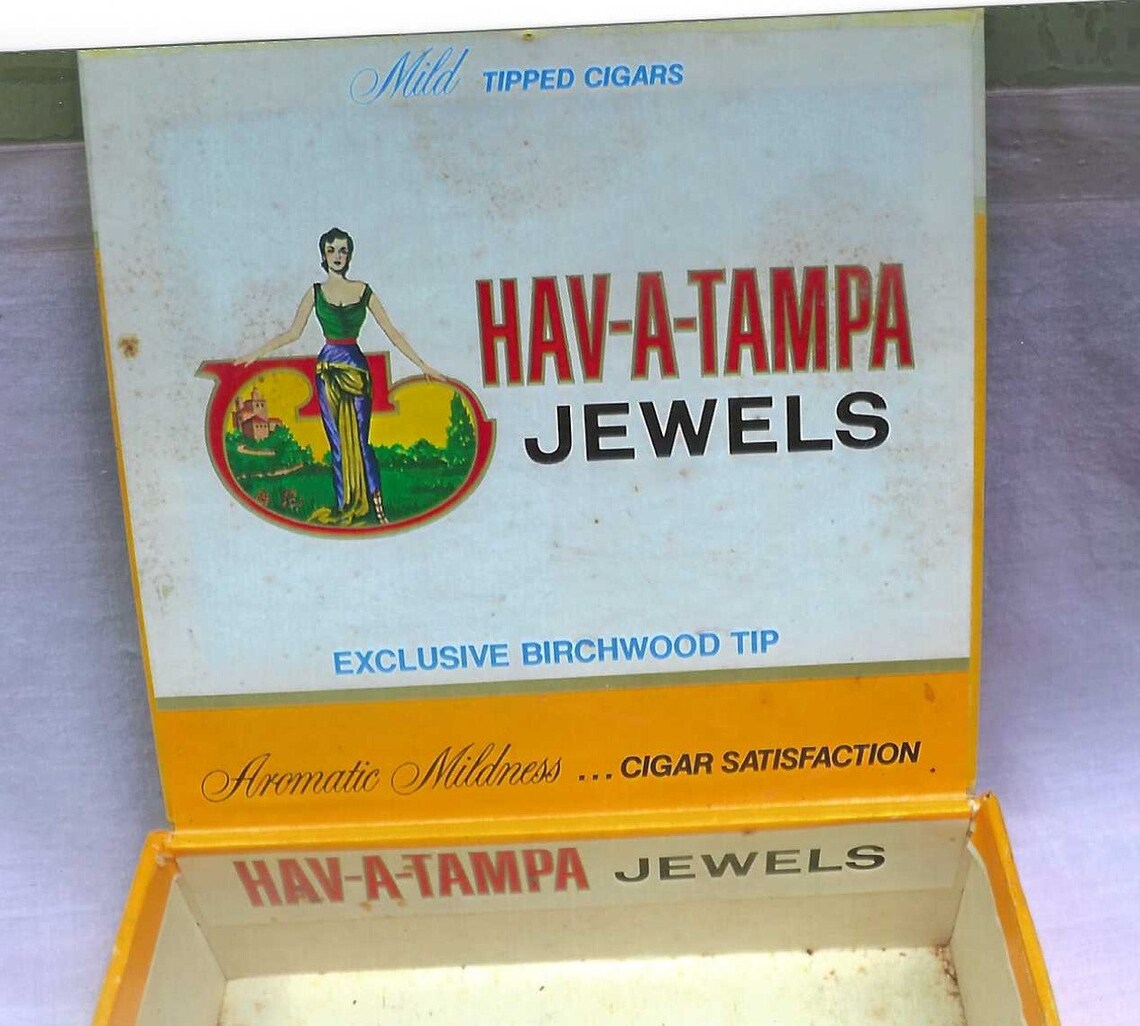 Mild TIPPED CIGARS
HAV-A-TAMPA
JEWELS
EXCLUSIVE BIRCHWOOD TIP
Aromatic Mildness ... CIGAR SATISFACTION
HAV-A-TAMPA JEWELS